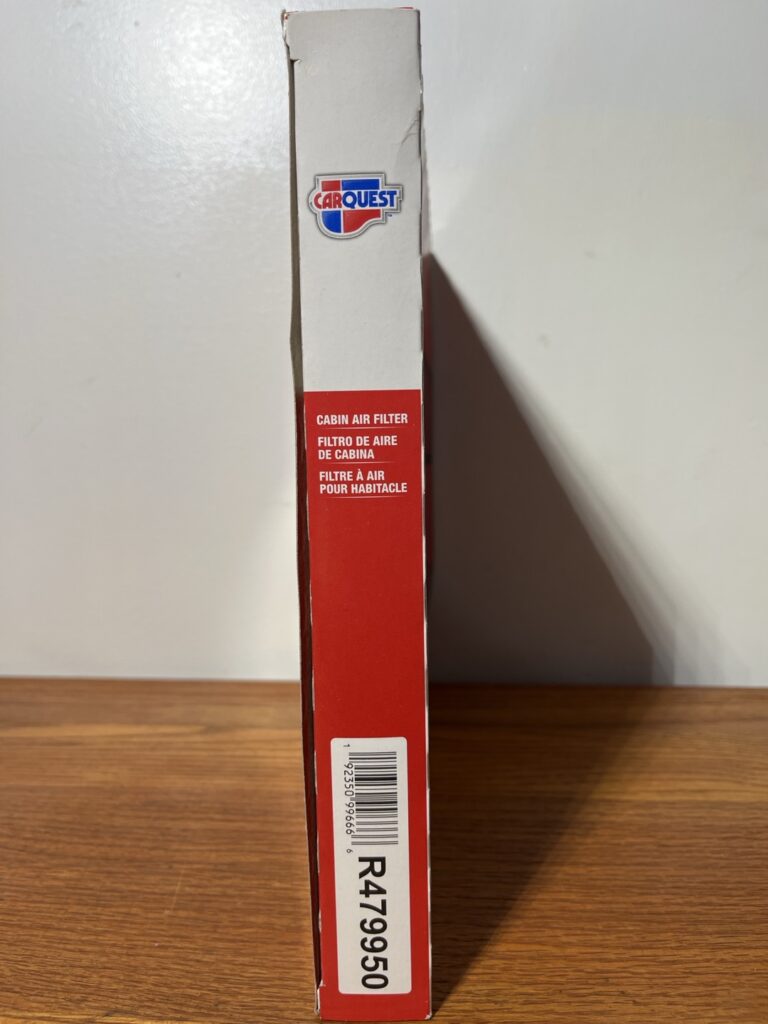 CARQUEST
CABIN AIR FILTER
FILTRO DE AIRE
DE CABINA
FILTRE À AIR
POUR HABITACLE
1 92350 99666 6
R479950